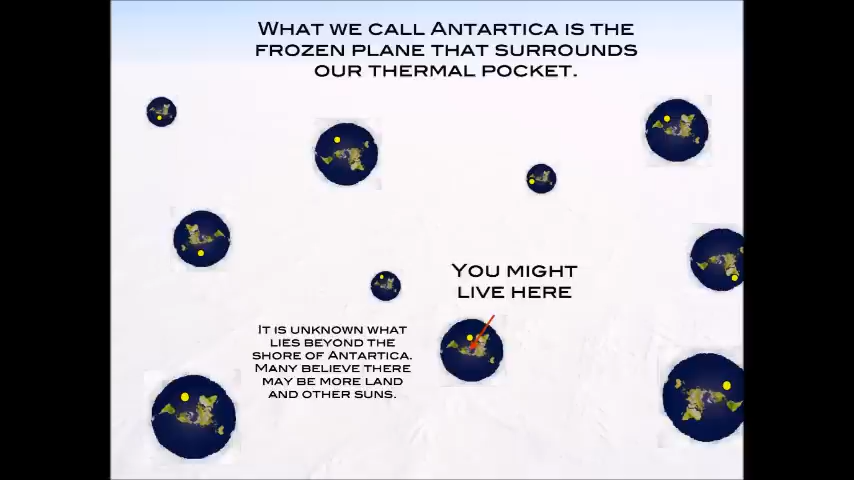 What we call Antartica is the
frozen plane that surrounds
our thermal pocket.
You might
live here
It is unknown what
lies beyond the
shore of Antartica.
Many believe there
may be more land
and other suns.